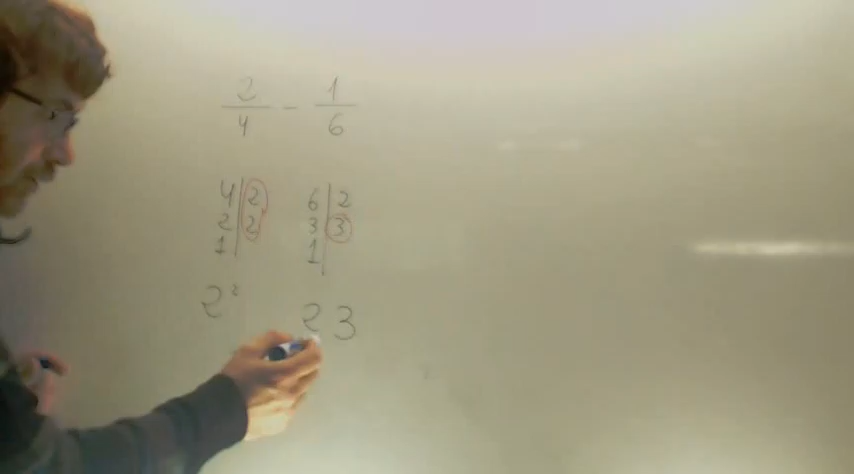 2/4 - 1/6
4 | 2 6 | 2
2 | 2 3 | 3
1 | 1 |
2² 2 3